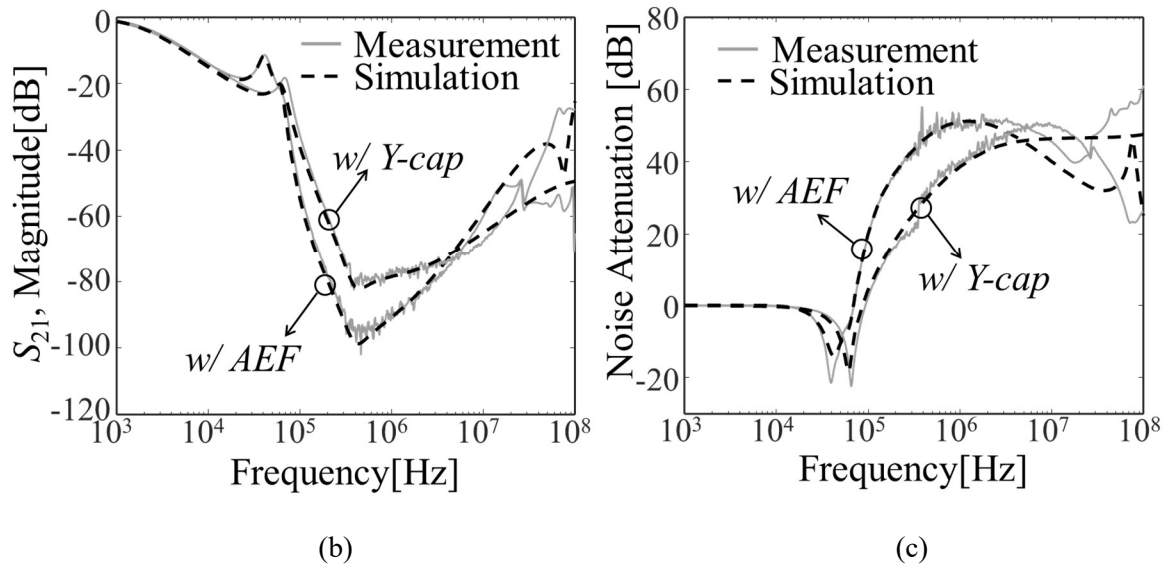 0
-20
-40
-60
-80
-100
-120
S21, Magnitude[dB]
Measurement
Simulation
w/ Y-cap
w/ AEF
10^3 10^4 10^5 10^6 10^7 10^8
Frequency[Hz]
(b)
80
60
40
20
0
-20
Noise Attenuation [dB]
Measurement
Simulation
w/ AEF
w/ Y-cap
10^3 10^4 10^5 10^6 10^7 10^8
Frequency[Hz]
(c)